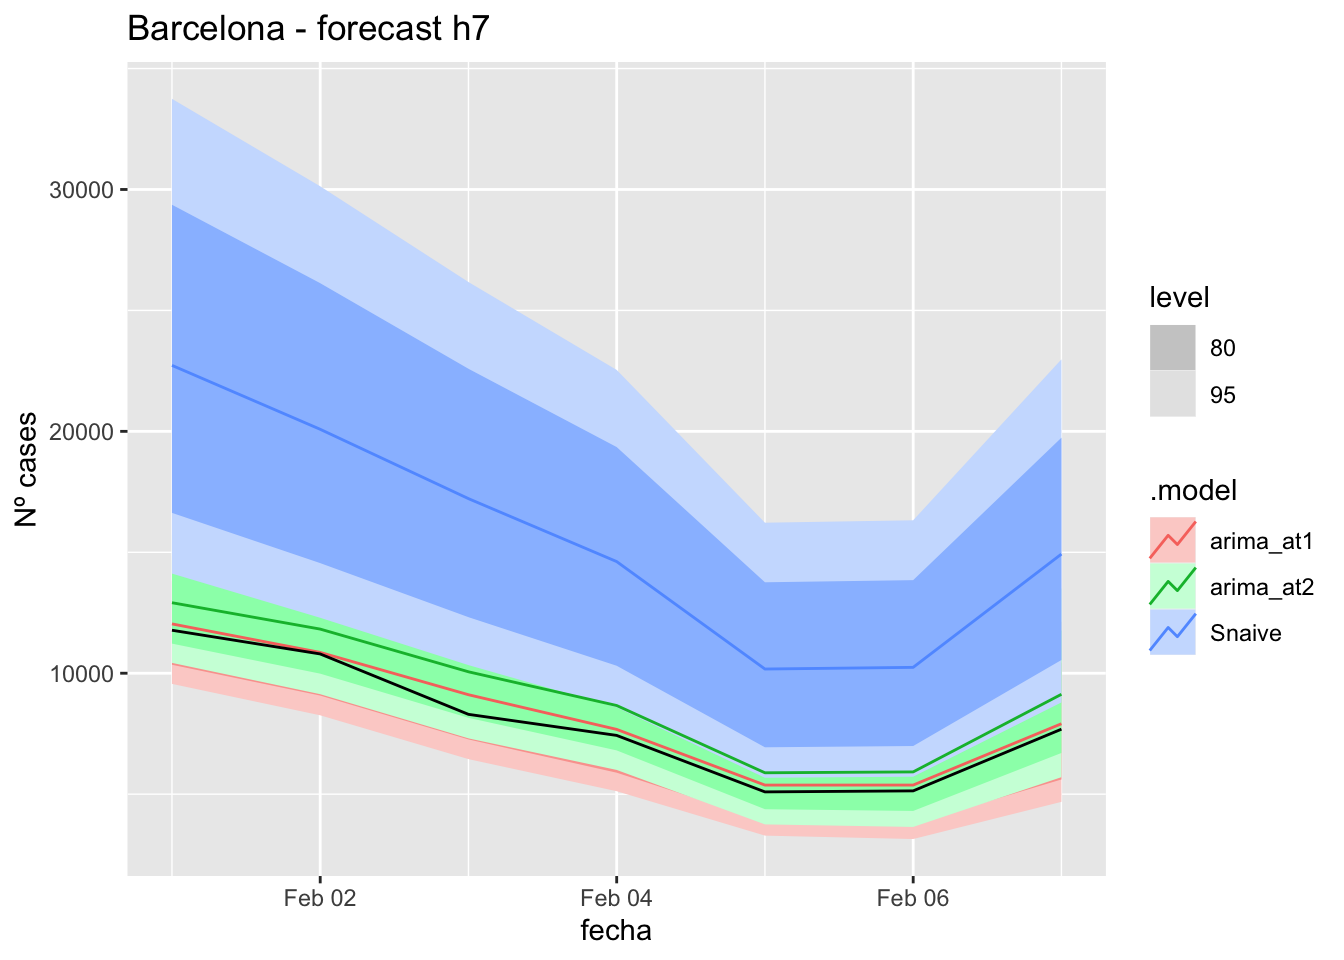 Barcelona - forecast h7
30000
20000
10000
Nº cases
Feb 02
Feb 04
Feb 06
fecha
level
80
95
.model
arima_at1
arima_at2
Snaive